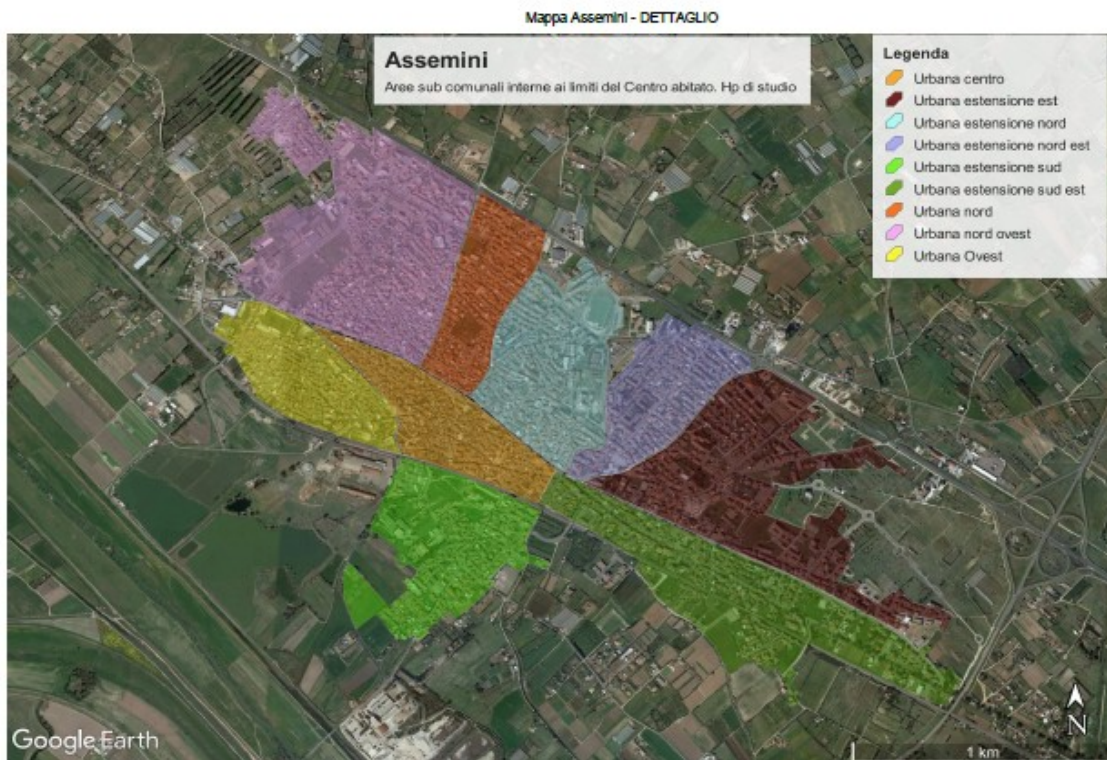 Mappa Assemini - DETTAGLIO
Assemini
Aree sub comunali interne ai limiti del Centro abitato. Hp di studio
Legenda
Urbana centro
Urbana estensione est
Urbana estensione nord
Urbana estensione nord est
Urbana estensione sud
Urbana estensione sud est
Urbana nord
Urbana nord ovest
Urbana Ovest
Google Earth
N
1 km